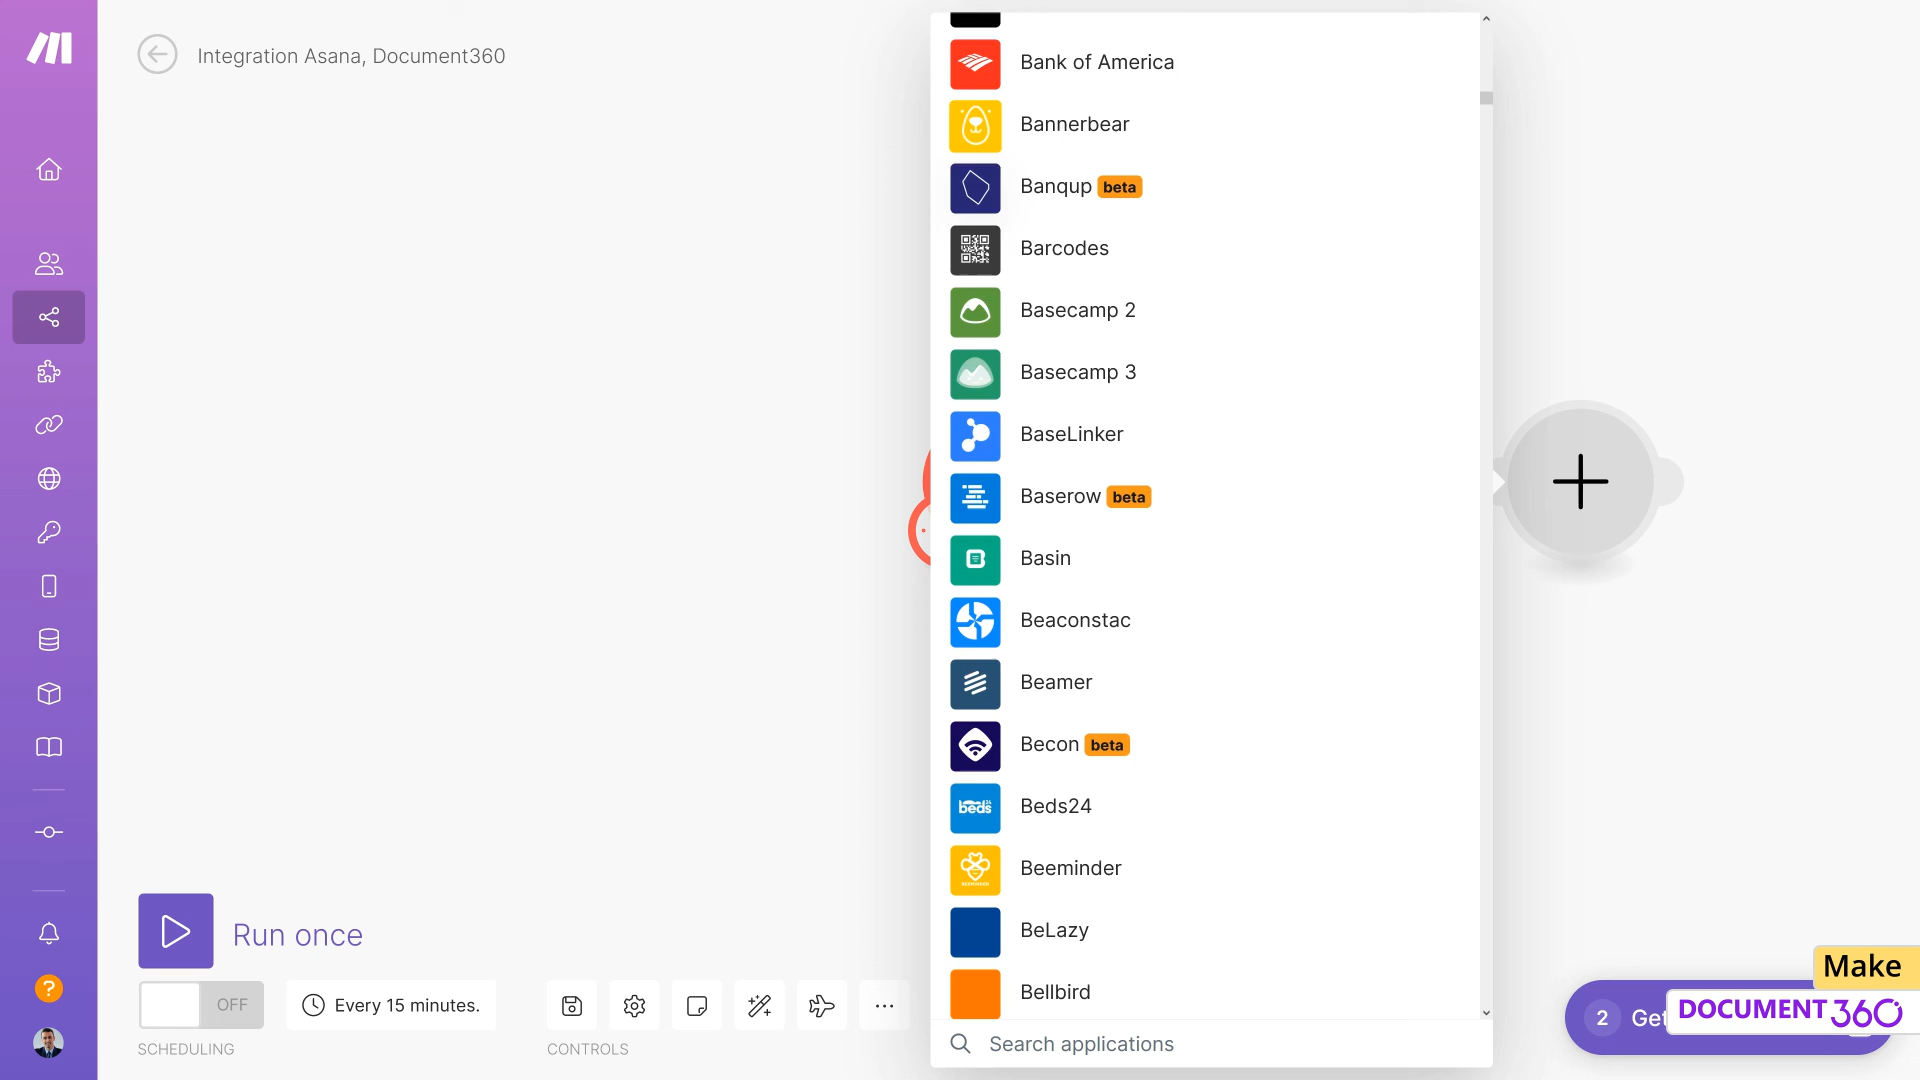 Integration Asana, Document360
Bank of America
Bannerbear
Banqup beta
Barcodes
Basecamp 2
Basecamp 3
BaseLinker
Baserow beta
Basin
Beaconstac
Beamer
Becon beta
beds24
Beds24
BEEMINDER
Beeminder
BeLazy
Bellbird
Search applications
Run once
OFF
Every 15 minutes.
SCHEDULING
CONTROLS
?
Make
2 Get
DOCUMENT360